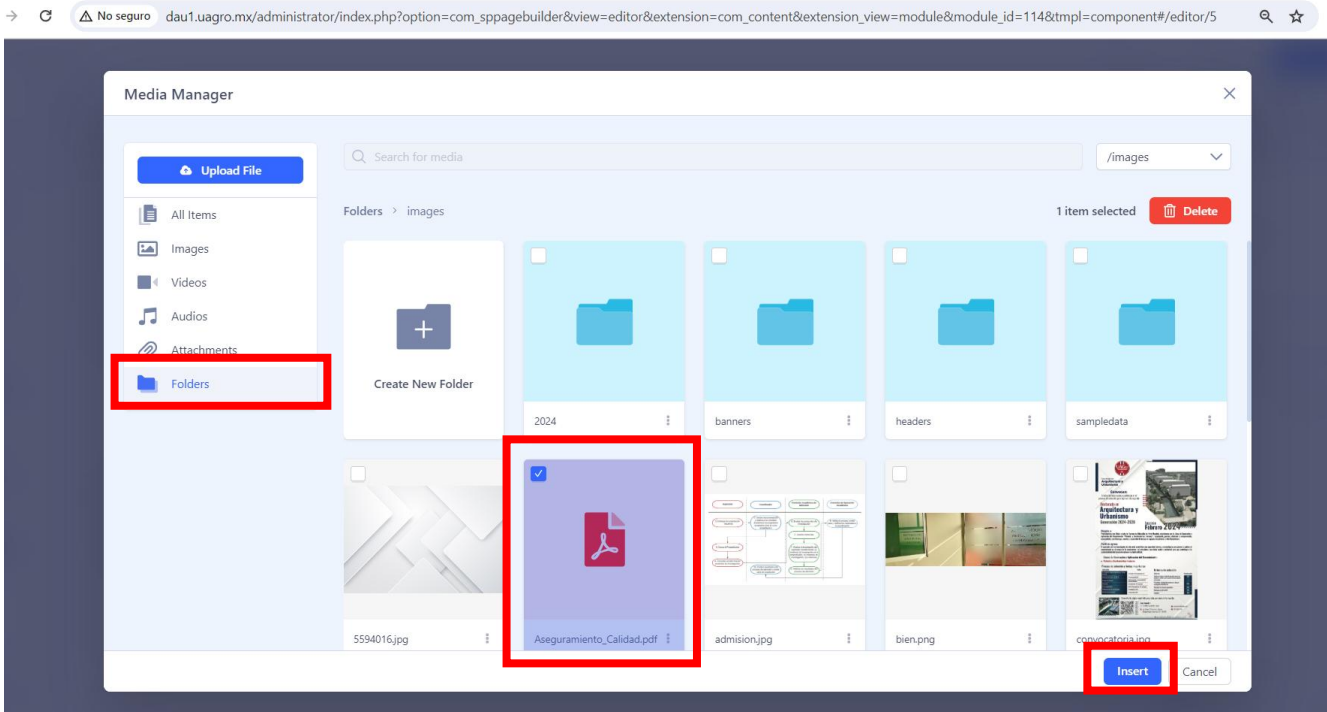 No seguro dau1.uagro.mx/administrator/index.php?option=com_sppagebuilder&view=editor&extension=com_content&extension_view=module&module_id=114&tmpl=component#/editor/5
Media Manager
Upload File
Search for media
/images
All Items
Images
Videos
Audios
Attachments
Folders
Folders > images
1 item selected
Delete
Create New Folder
2024
banners
headers
sampledata
Arquitectura y
Urbanismo
Febrero 2024
5594016.jpg
Aseguramiento_Calidad.pdf
admision.jpg
bien.png
convocatoria.jpg
Insert
Cancel